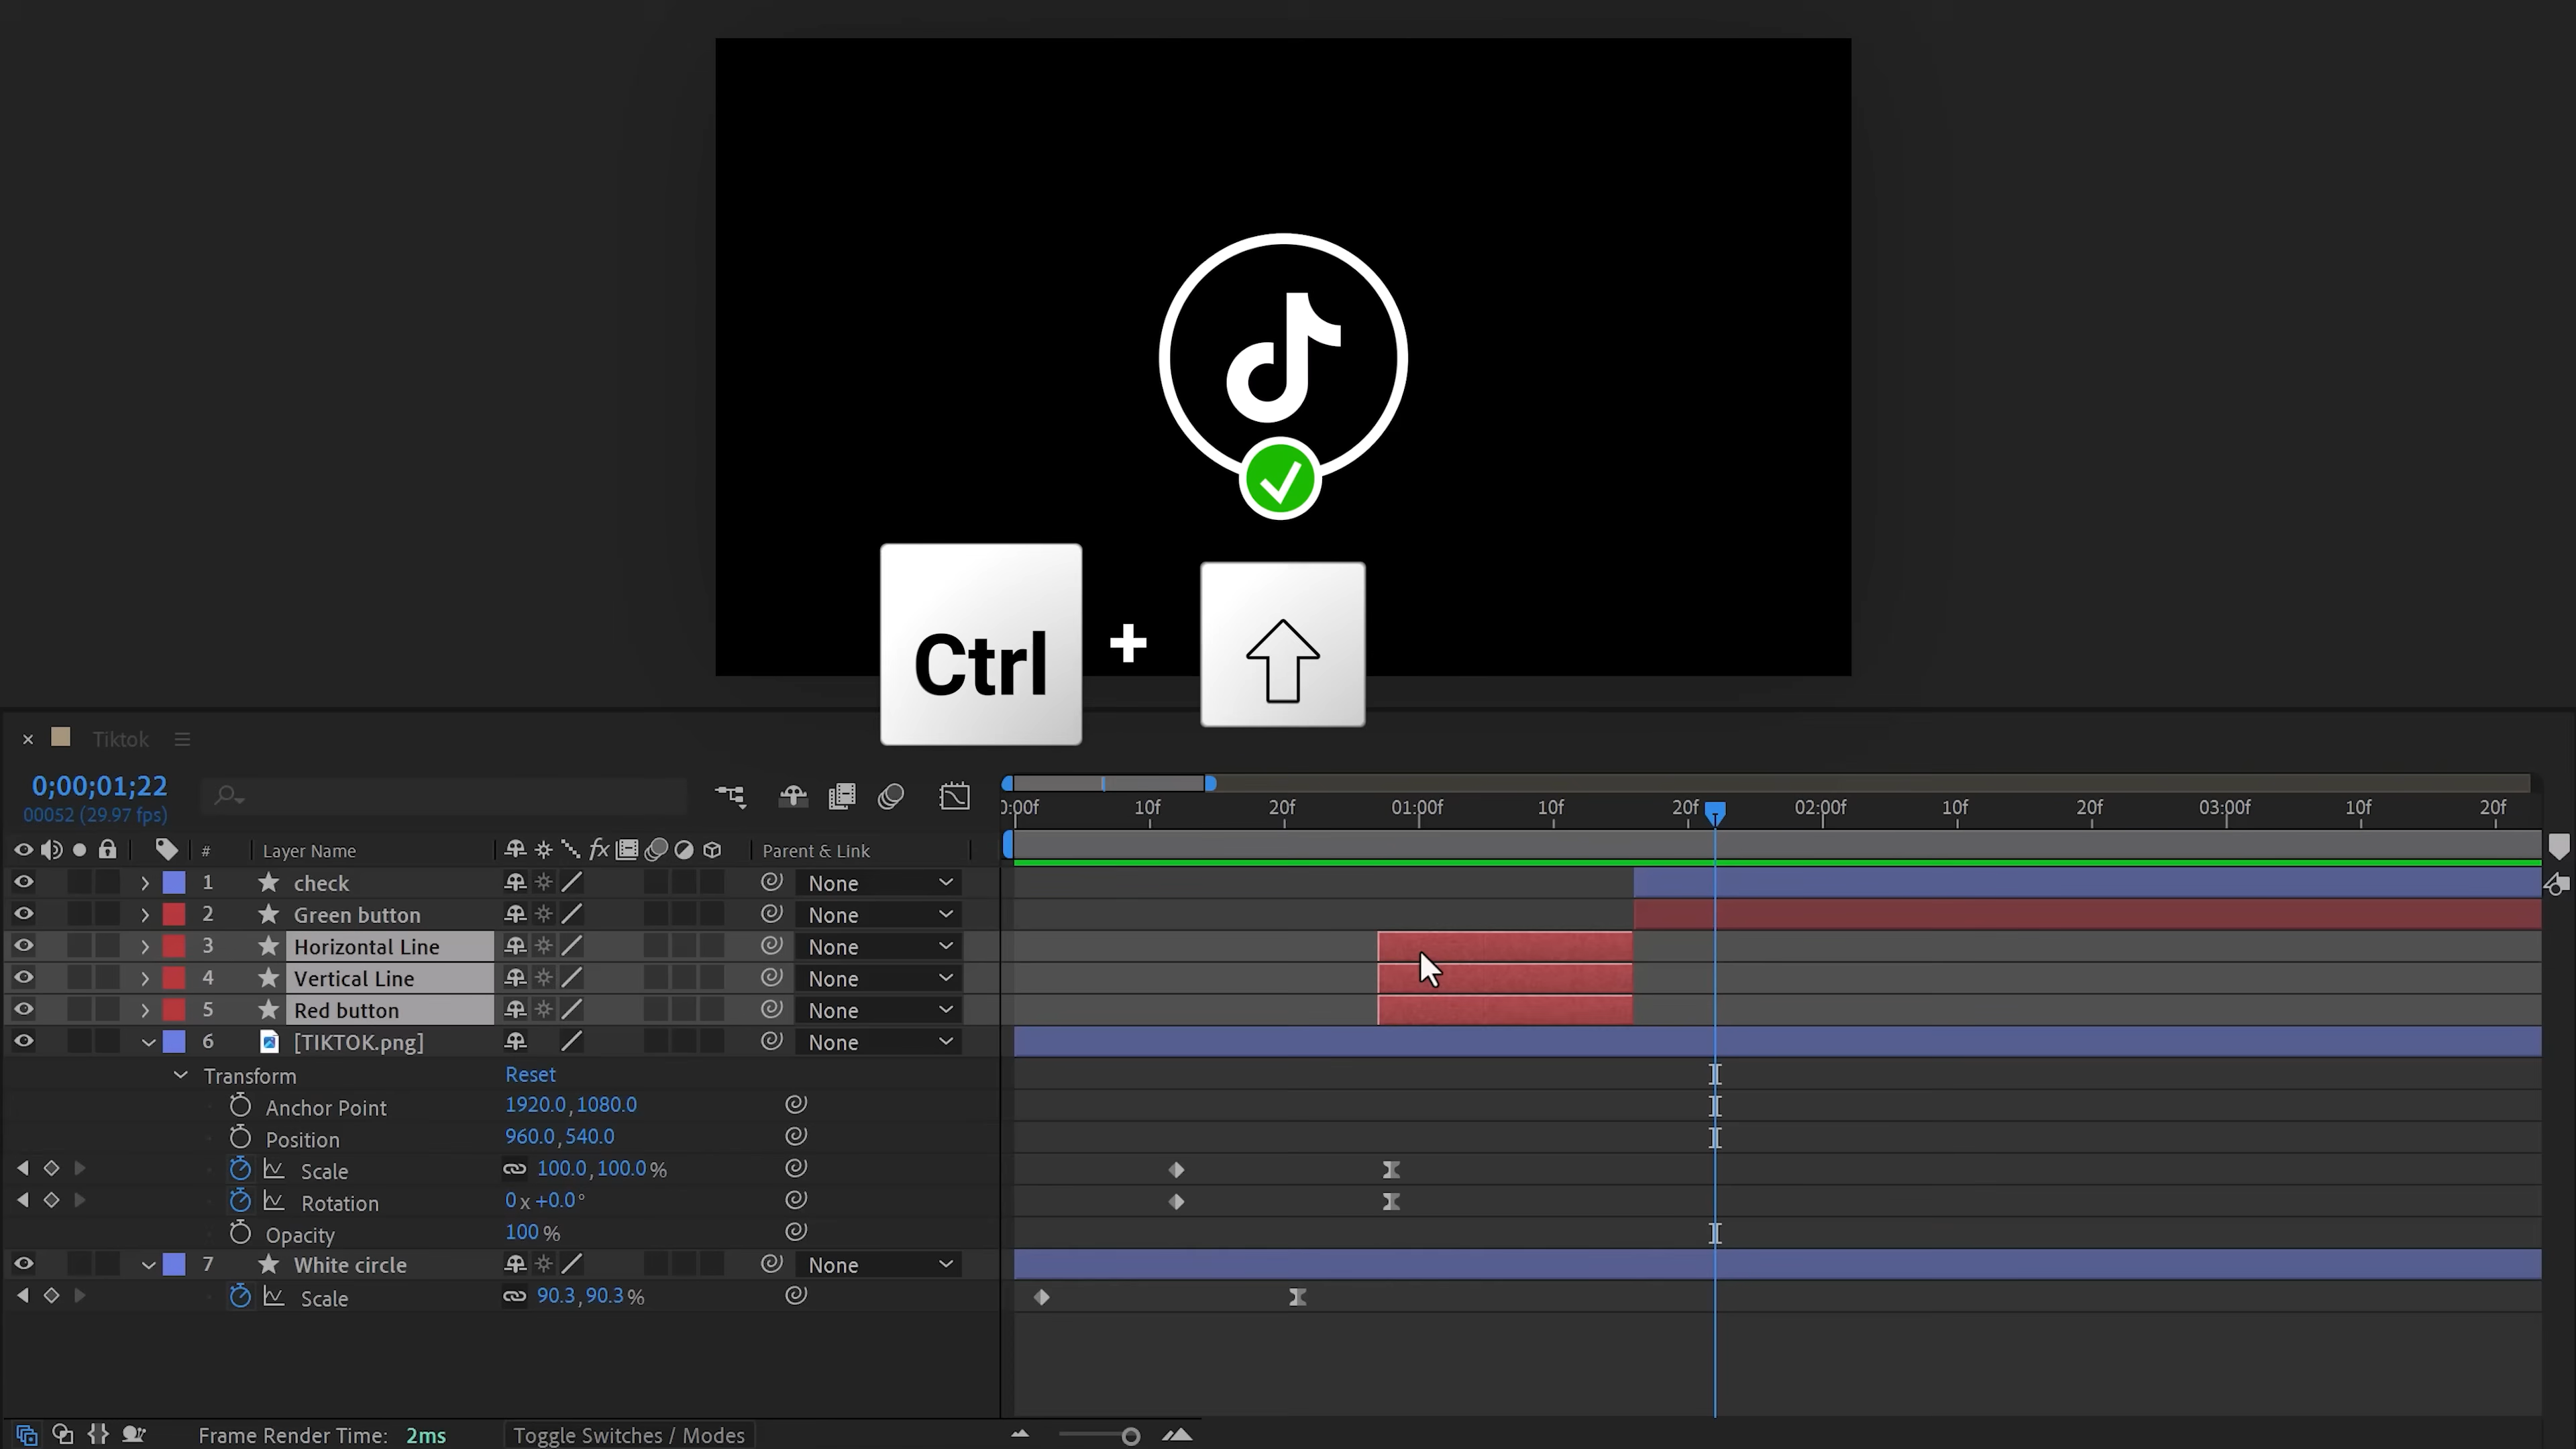 Ctrl +
Tiktok
0;00;01;22
00052 (29.97 fps)
0:00f 10f 20f 01:00f 10f 20f 02:00f 10f 20f 03:00f 10f 20f
# Layer Name fx Parent & Link
1 check None
2 Green button None
3 Horizontal Line None
4 Vertical Line None
5 Red button None
6 [TIKTOK.png] None
Transform Reset
Anchor Point 1920.0,1080.0
Position 960.0,540.0
Scale 100.0,100.0%
Rotation 0x+0.0°
Opacity 100%
7 White circle None
Scale 90.3,90.3%
Frame Render Time: 2ms Toggle Switches / Modes